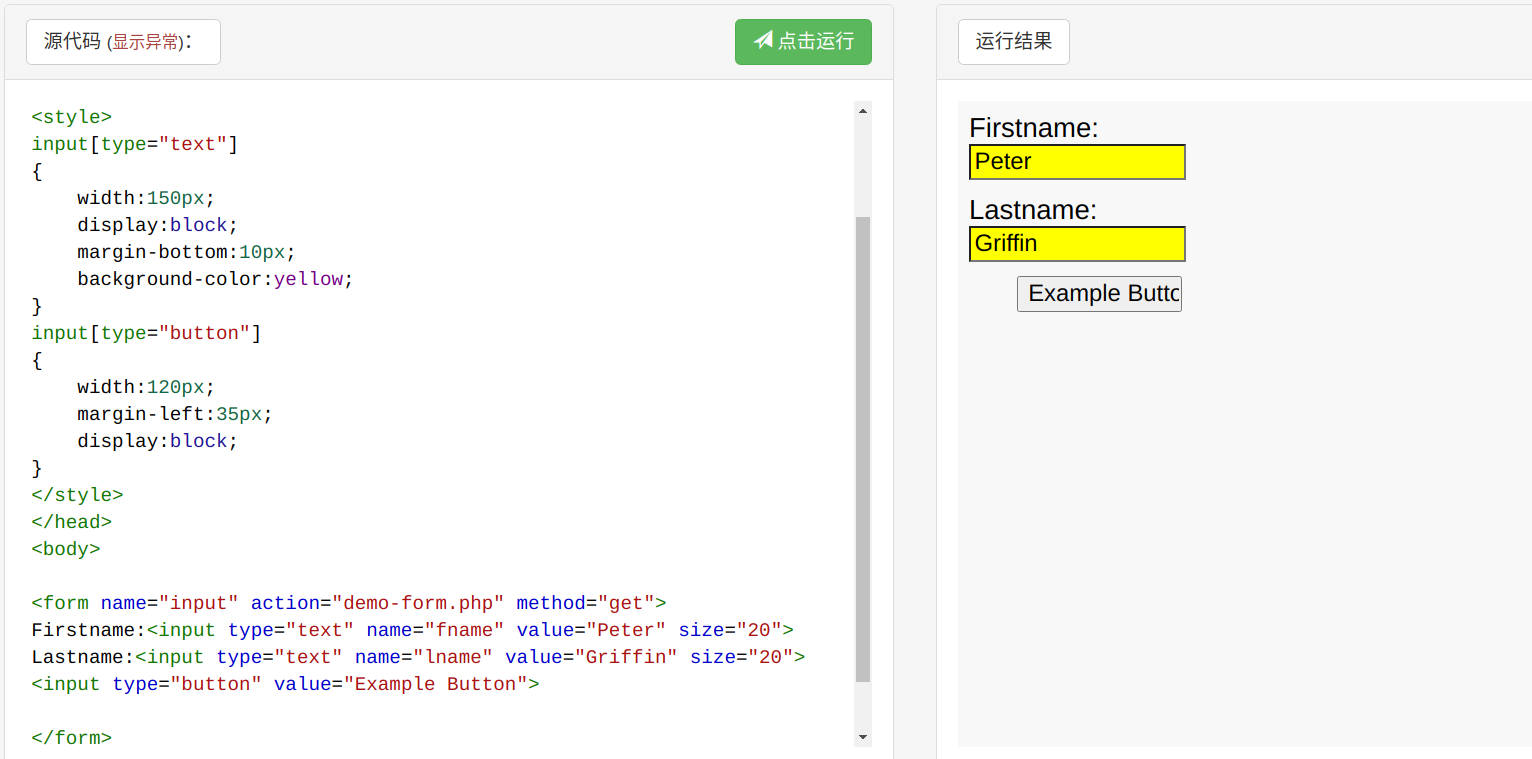 源代码 (显示异常)：
点击运行
<style>
input[type="text"]
{
    width:150px;
    display:block;
    margin-bottom:10px;
    background-color:yellow;
}
input[type="button"]
{
    width:120px;
    margin-left:35px;
    display:block;
}
</style>
</head>
<body>
<form name="input" action="demo-form.php" method="get">
Firstname:<input type="text" name="fname" value="Peter" size="20">
Lastname:<input type="text" name="lname" value="Griffin" size="20">
<input type="button" value="Example Button">
</form>
运行结果
Firstname:
Peter
Lastname:
Griffin
Example Butto